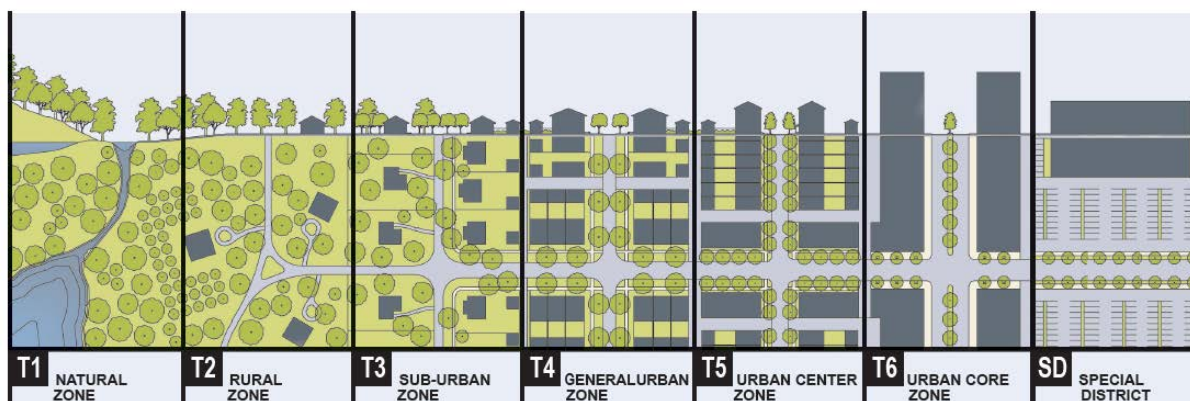 T1 NATURAL
ZONE
T2 RURAL
ZONE
T3 SUB-URBAN
ZONE
T4 GENERALURBAN
ZONE
T5 URBAN CENTER
ZONE
T6 URBAN CORE
ZONE
SD SPECIAL
DISTRICT